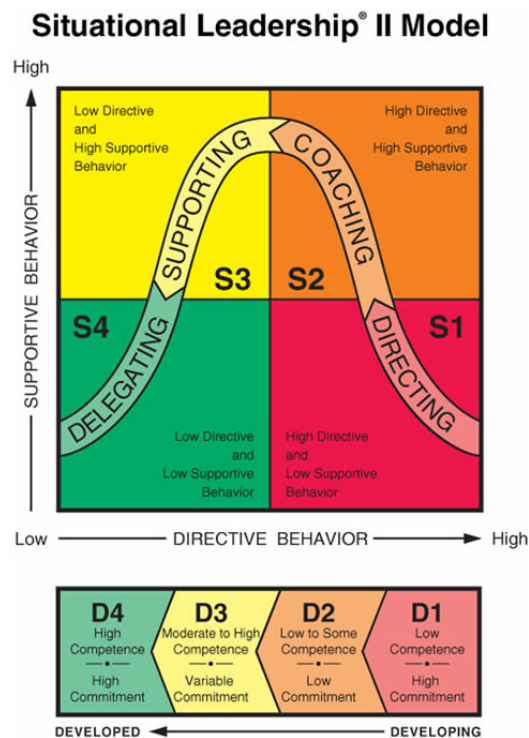 Situational Leadership® II Model
High
SUPPORTIVE BEHAVIOR
Low Directive
and
High Supportive
Behavior
High Directive
and
High Supportive
Behavior
SUPPORTING
COACHING
S3
S2
S4
S1
DELEGATING
DIRECTING
Low Directive
and
Low Supportive
Behavior
High Directive
and
Low Supportive
Behavior
Low
DIRECTIVE BEHAVIOR
High
D4
High
Competence
High
Commitment
D3
Moderate to High
Competence
Variable
Commitment
D2
Low to Some
Competence
Low
Commitment
D1
Low
Competence
High
Commitment
DEVELOPED
DEVELOPING